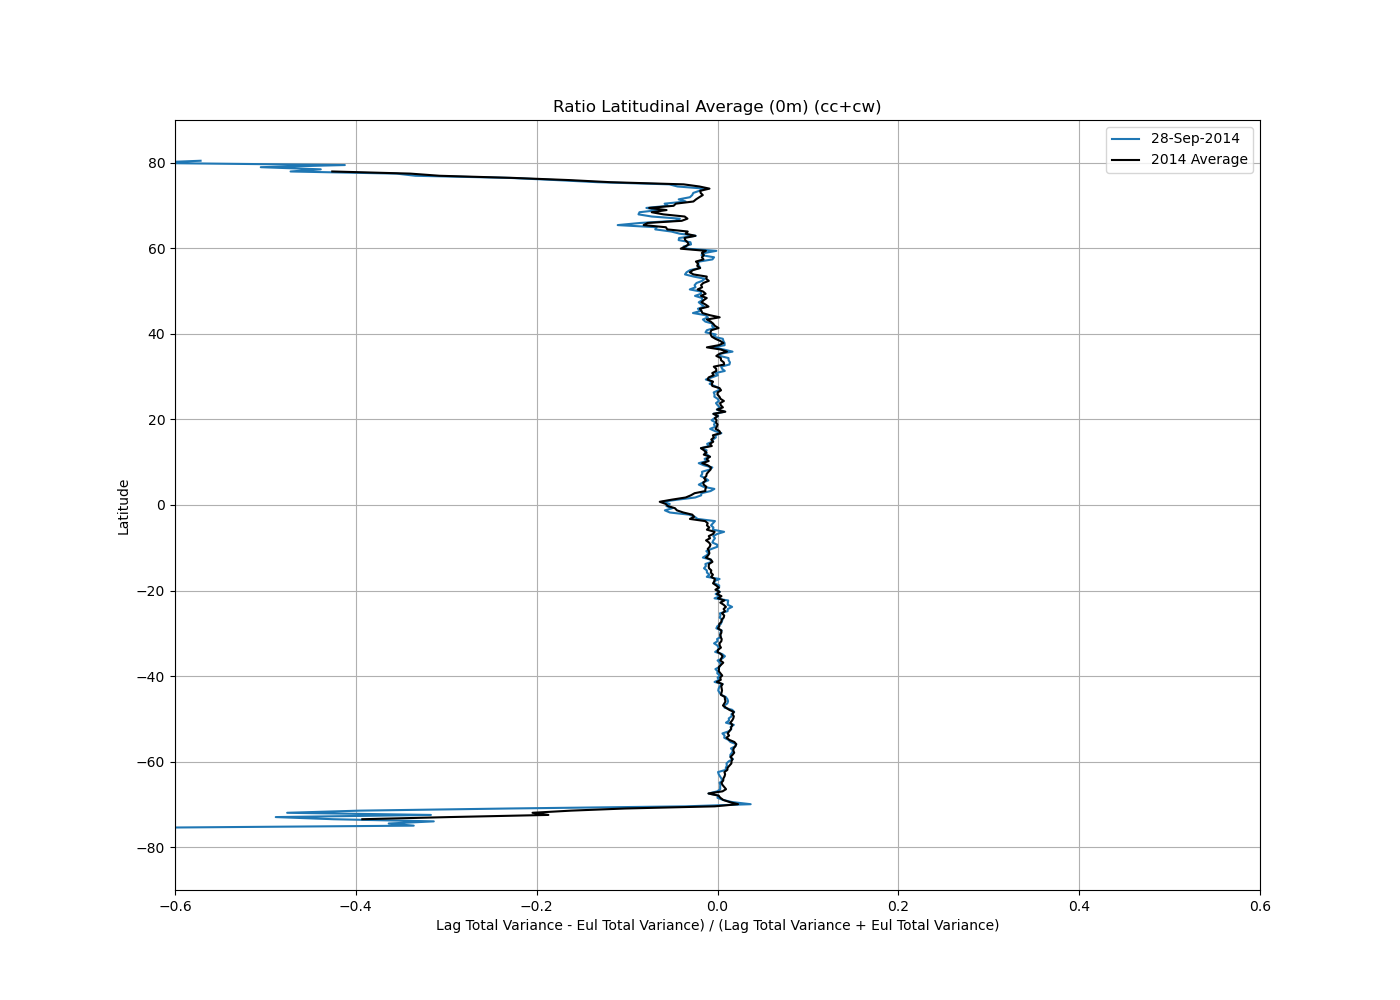 Ratio Latitudinal Average (0m) (cc+cw)
28-Sep-2014
2014 Average
80
60
40
20
0
−20
−40
−60
−80
Latitude
−0.6 −0.4 −0.2 0.0 0.2 0.4 0.6
Lag Total Variance - Eul Total Variance) / (Lag Total Variance + Eul Total Variance)